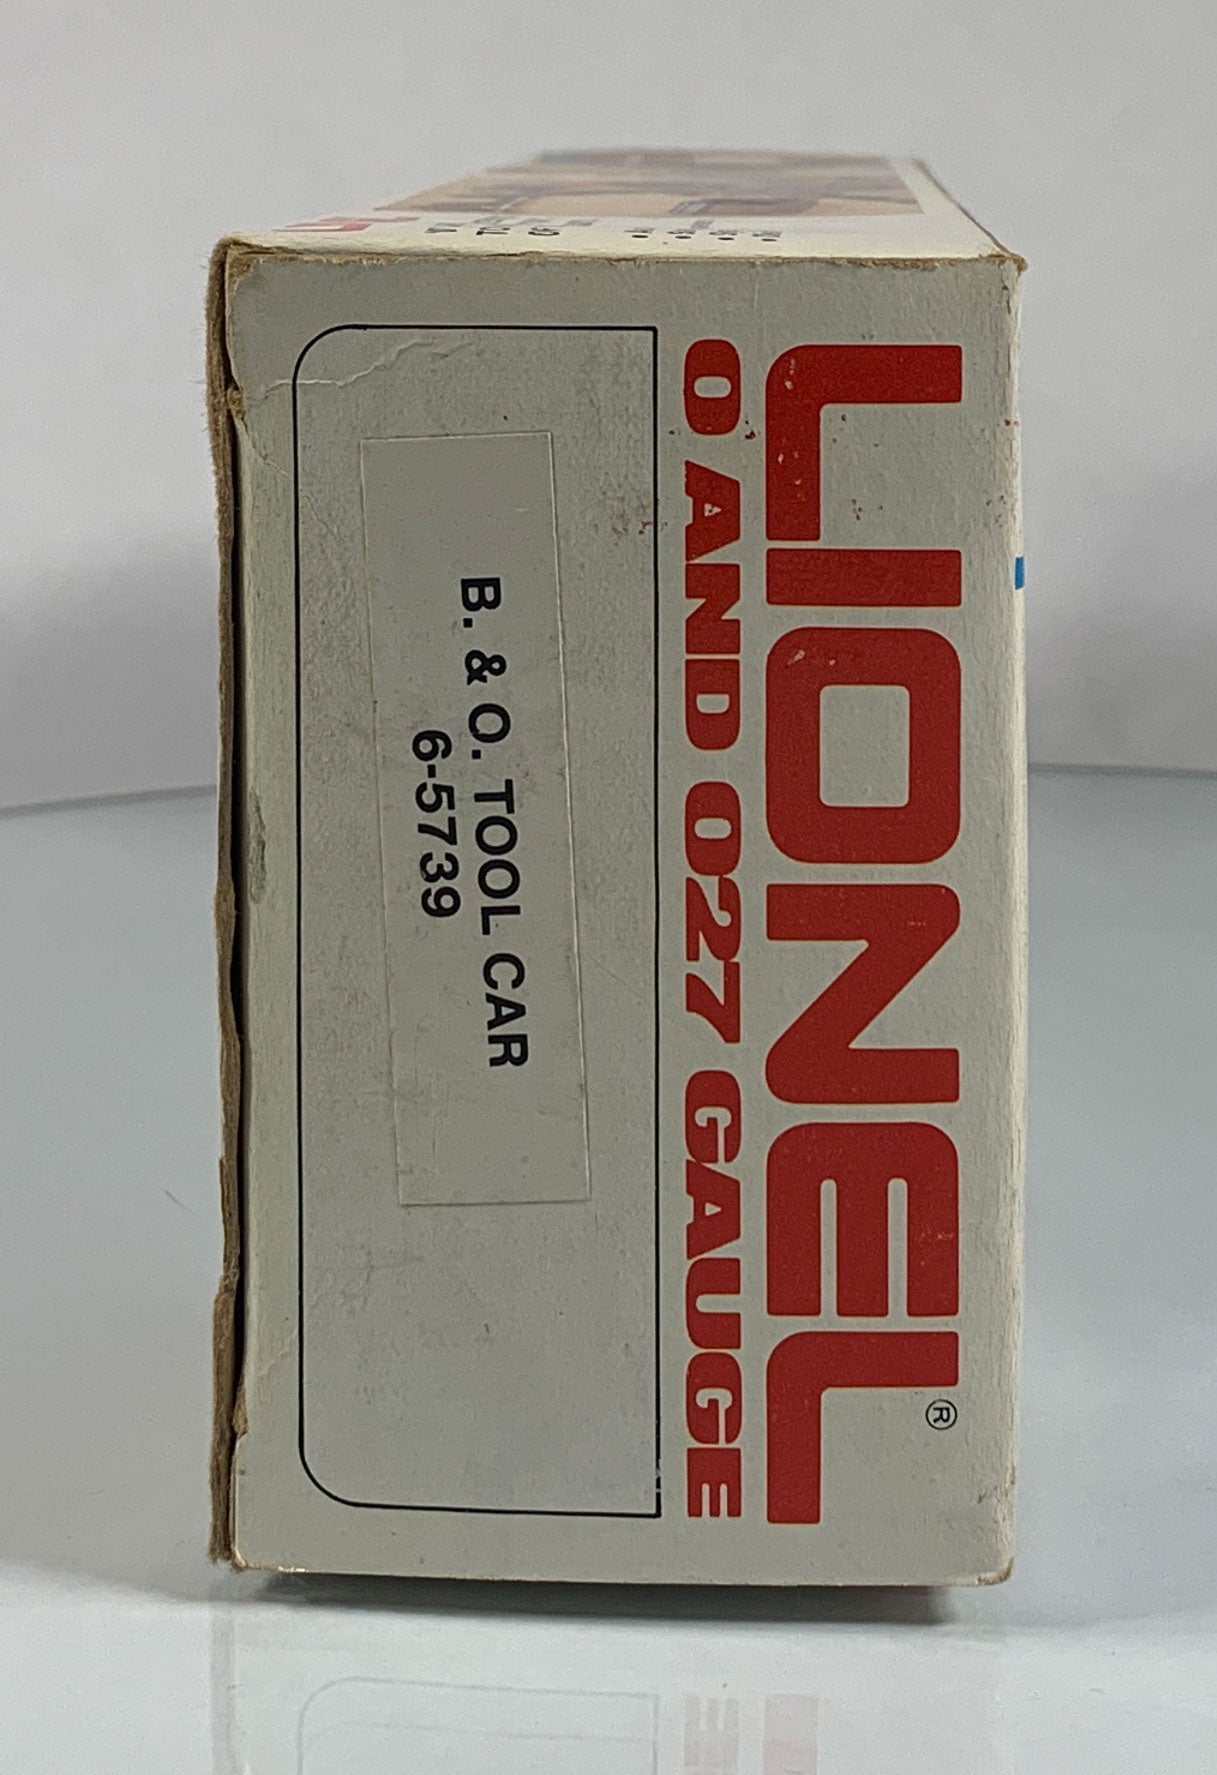 LIONEL®
O AND O27 GAUGE
B. & O. TOOL CAR
6-5739